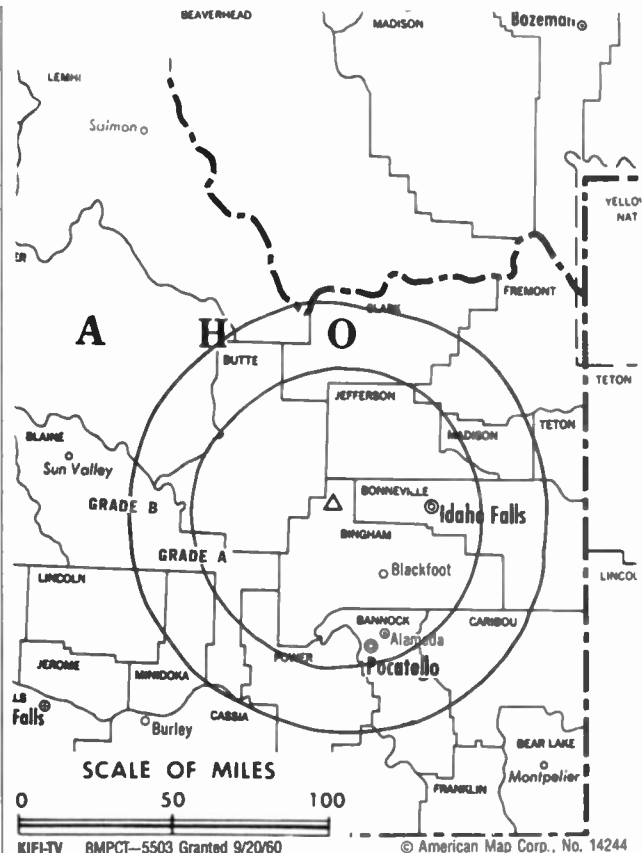 BEAVERHEAD
MADISON
Bozeman
LEMHI
Salmon
YELLO
NAT
ER
FREMONT
CLARK
A H O
BUTTE
TETON
JEFFERSON
BLAINE
MADISON
TETON
Sun Valley
GRADE B
BONNEVILLE
Idaho Falls
BINGHAM
GRADE A
Blackfoot
LINCOLN
LINCOL
BANNOCK
CARIBOU
Alameda
JEROME
POWER
Pocatello
MINIDOKA
LS
Falls
CASSIA
Burley
BEAR LAKE
SCALE OF MILES
Montpelier
FRANKLIN
0 50 100
KIFI-TV BMPCT—5503 Granted 9/20/60 © American Map Corp., No. 14244